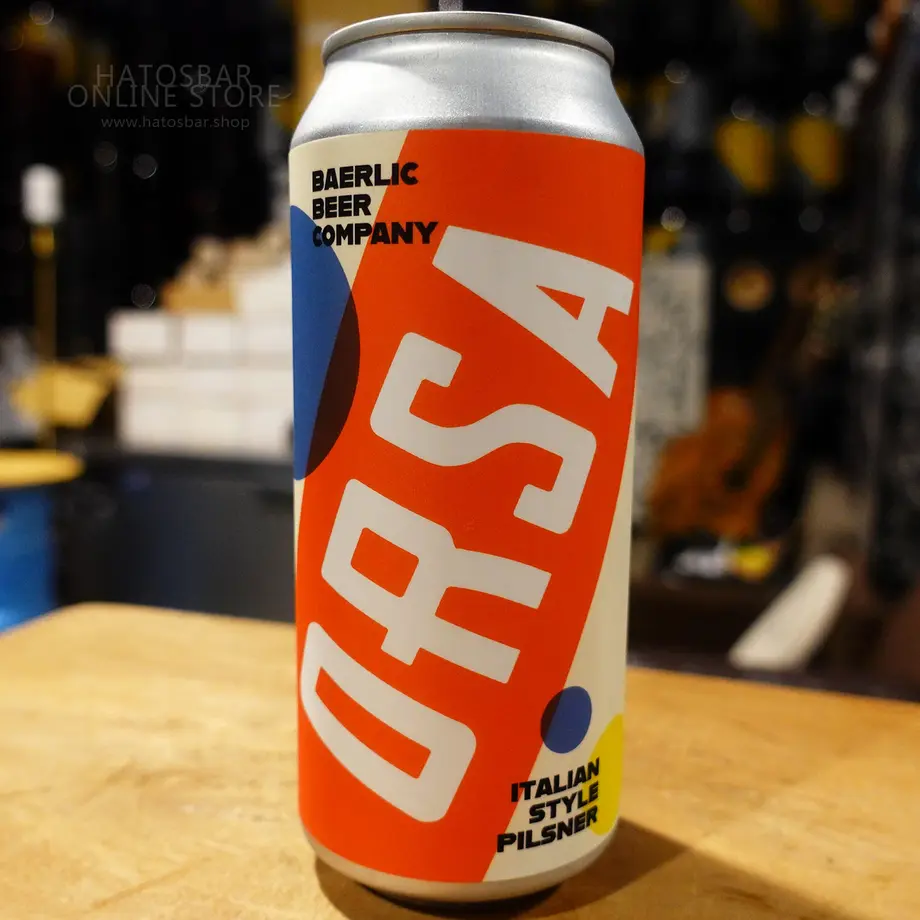 HATOSBAR
ONLINE STORE
www.hatosbar.shop
BAERLIC
BEER
COMPANY
ORSA
ITALIAN
STYLE
PILSNER